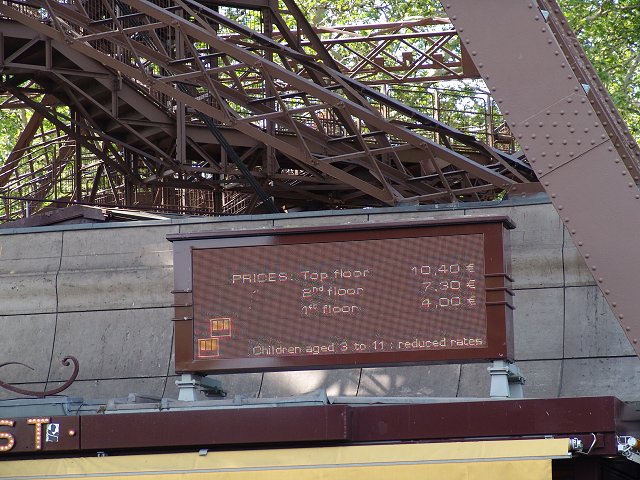 PRICES: Top floor 10,40 €
2nd floor 7,30 €
1st floor 4,00 €
Children aged 3 to 11 : reduced rates
ST